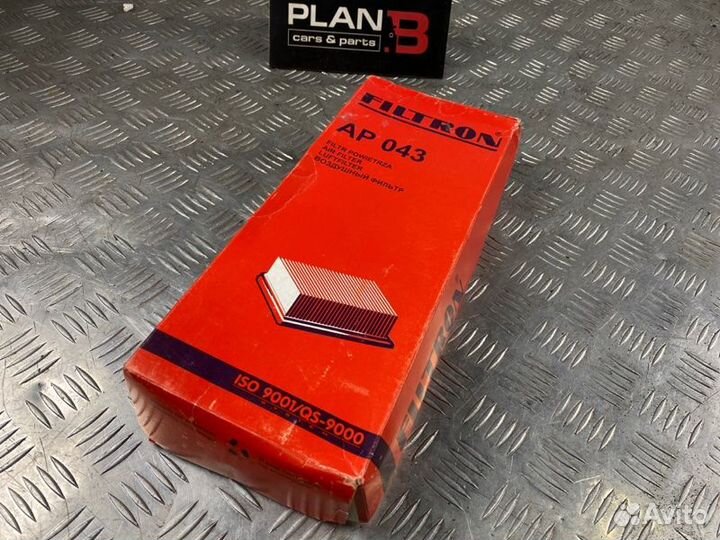 PLAN B
cars & parts
FILTRON
AP 043
FILTR POWIETRZA
AIR FILTER
LUFTFILTER
ВОЗДУШНЫЙ ФИЛЬТР
ISO 9001/QS-9000
FILTRON
Avito